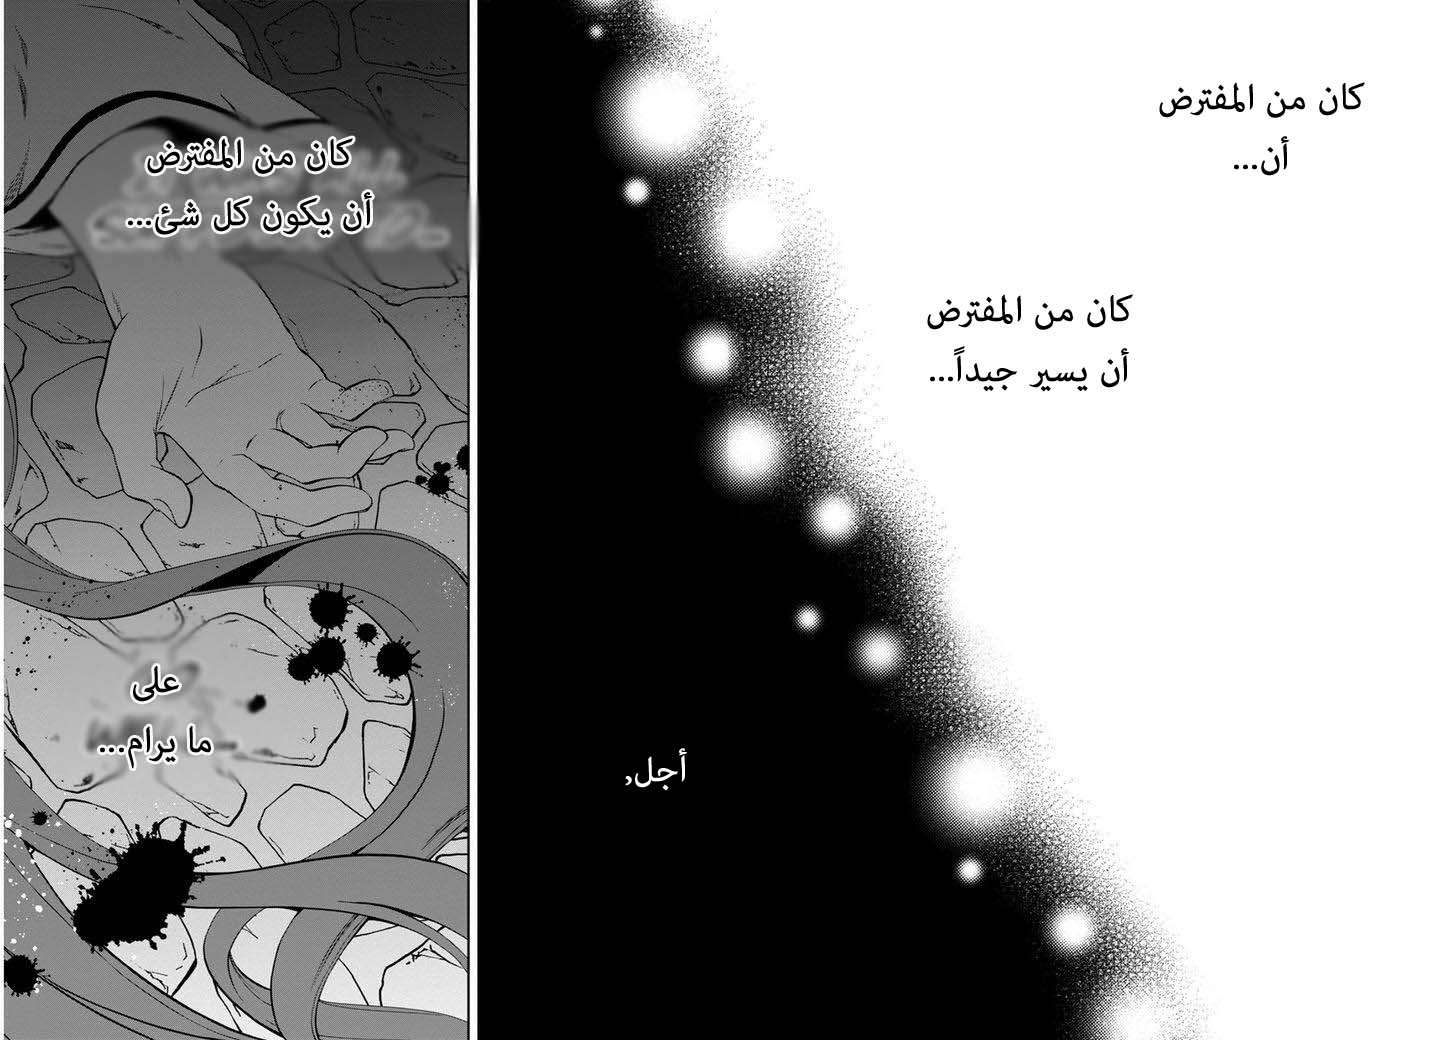 كان من المفترض
أن...
كان من المفترض
أن يسير جيداً...
أجل,
كان من المفترض
أن يكون كل شئ...
على
ما يرام...